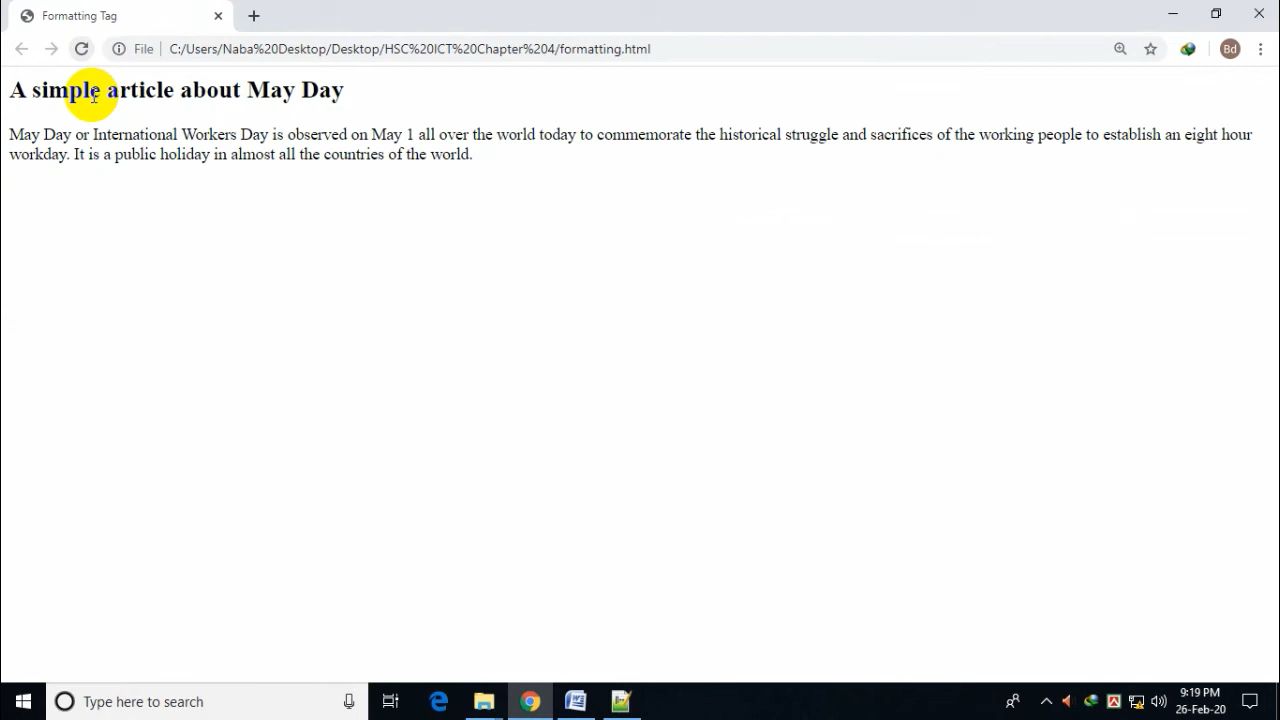 Formatting Tag
File C:/Users/Naba%20Desktop/Desktop/HSC%20ICT%20Chapter%204/formatting.html
Bd
A simple article about May Day
May Day or International Workers Day is observed on May 1 all over the world today to commemorate the historical struggle and sacrifices of the working people to establish an eight hour
workday. It is a public holiday in almost all the countries of the world.
Type here to search
9:19 PM
26-Feb-20